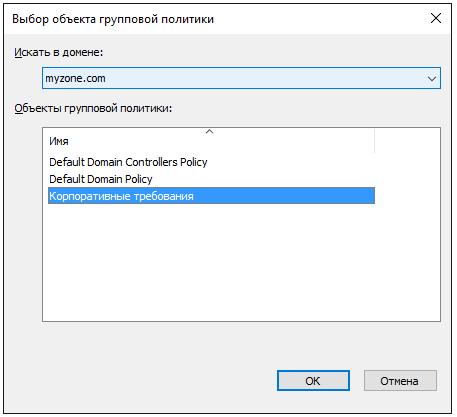 Выбор объекта групповой политики
Искать в домене:
myzone.com
Объекты групповой политики:
Имя
Default Domain Controllers Policy
Default Domain Policy
Корпоративные требования
OK
Отмена